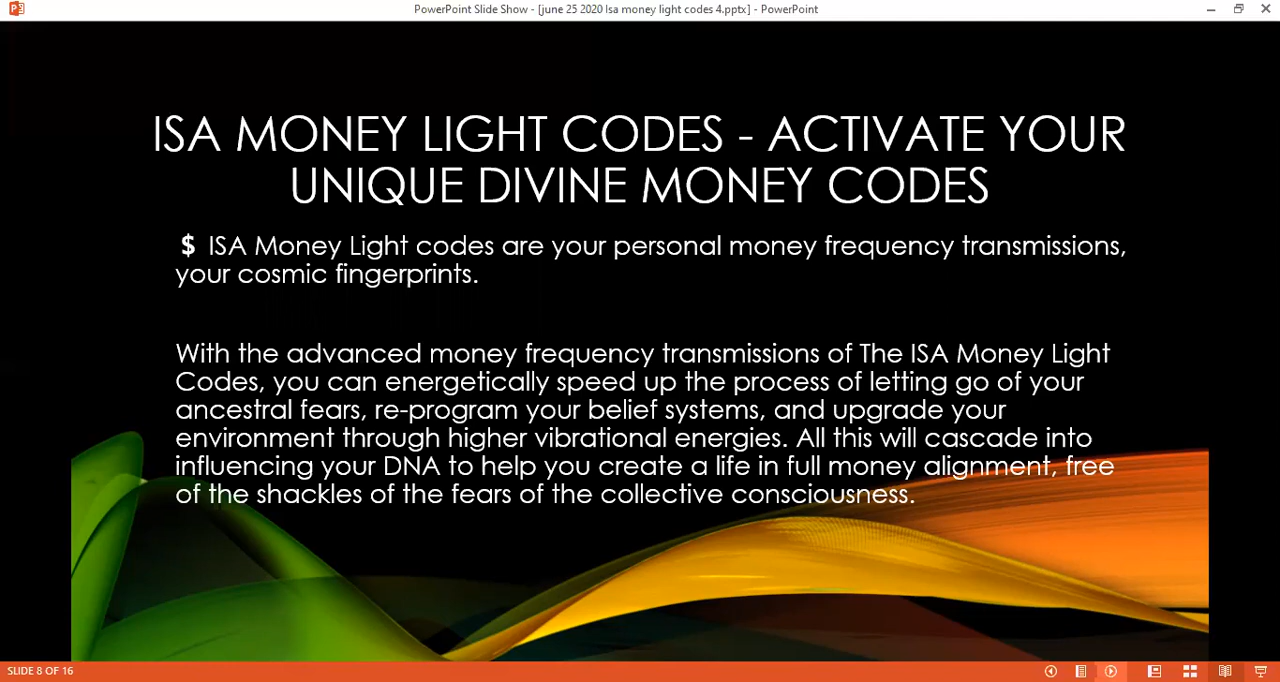 PowerPoint Slide Show - [june 25 2020 Isa money light codes 4.pptx] - PowerPoint
ISA MONEY LIGHT CODES - ACTIVATE YOUR
UNIQUE DIVINE MONEY CODES
$ ISA Money Light codes are your personal money frequency transmissions,
your cosmic fingerprints.
With the advanced money frequency transmissions of The ISA Money Light
Codes, you can energetically speed up the process of letting go of your
ancestral fears, re-program your belief systems, and upgrade your
environment through higher vibrational energies. All this will cascade into
influencing your DNA to help you create a life in full money alignment, free
of the shackles of the fears of the collective consciousness.
SLIDE 8 OF 16